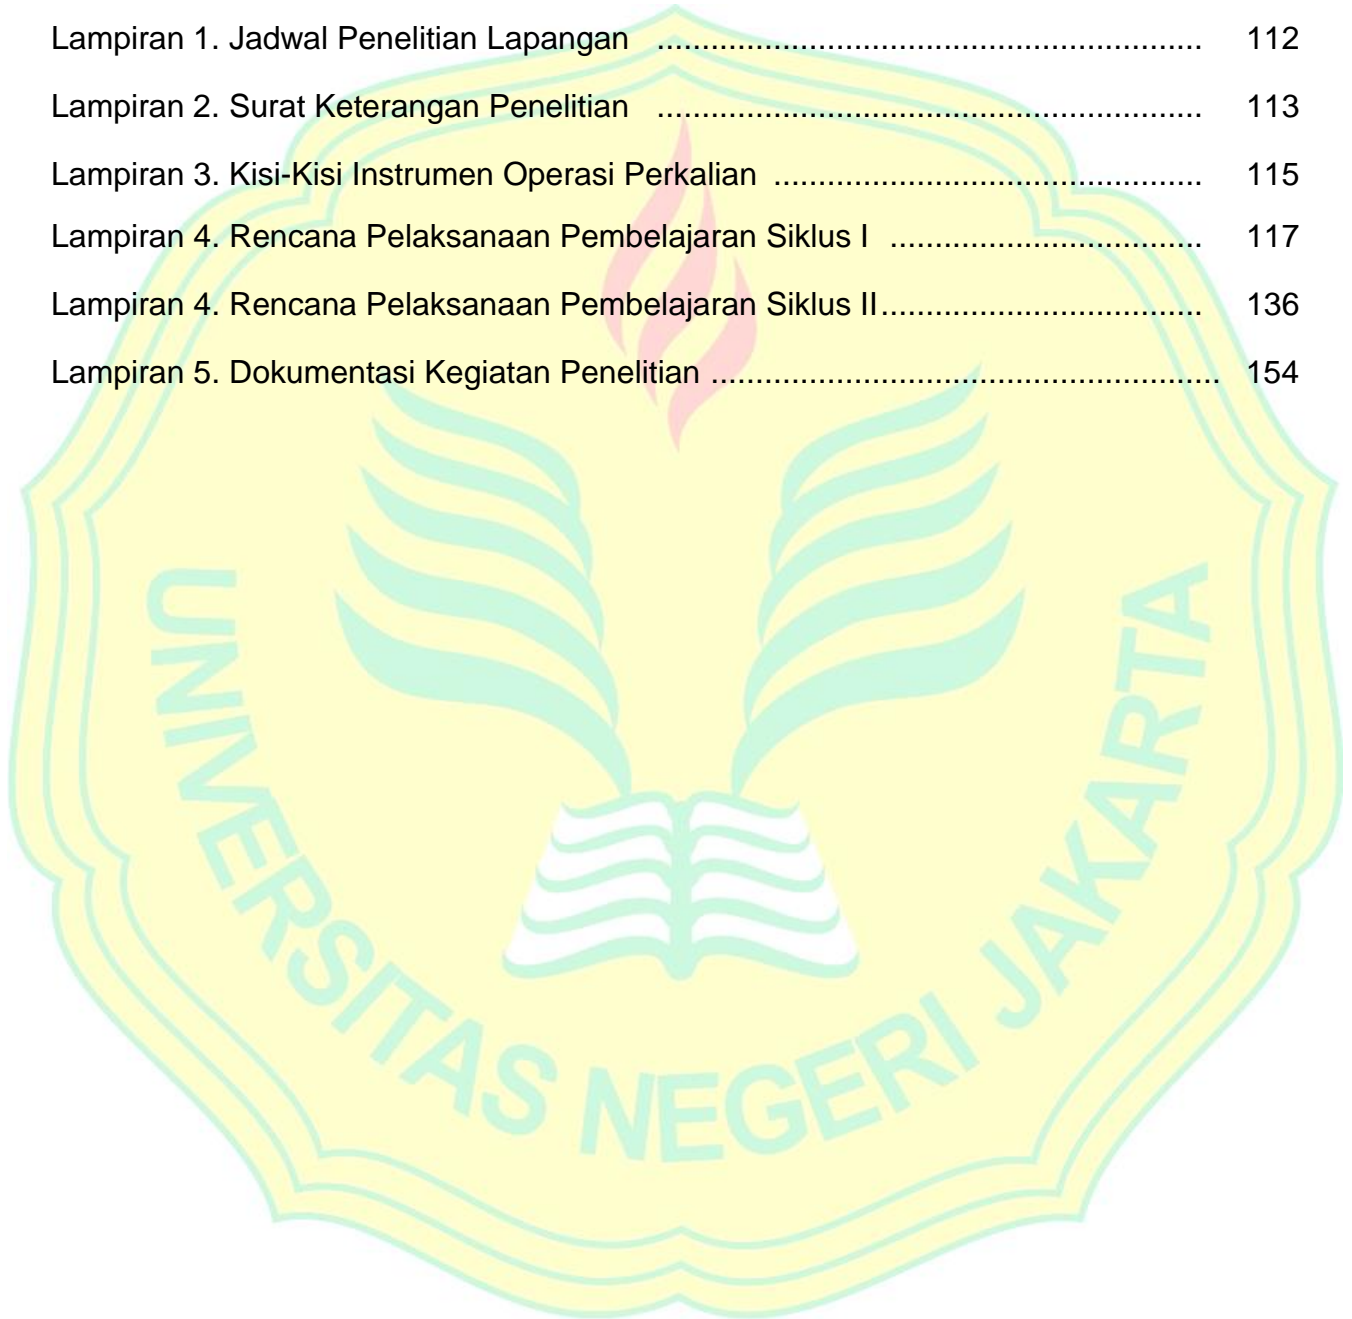 Lampiran 1. Jadwal Penelitian Lapangan ............................................................. 112
Lampiran 2. Surat Keterangan Penelitian ............................................................. 113
Lampiran 3. Kisi-Kisi Instrumen Operasi Perkalian ................................................ 115
Lampiran 4. Rencana Pelaksanaan Pembelajaran Siklus I ................................... 117
Lampiran 4. Rencana Pelaksanaan Pembelajaran Siklus II.................................... 136
Lampiran 5. Dokumentasi Kegiatan Penelitian ......................................................... 154
UNIVERSITAS NEGERI JAKARTA